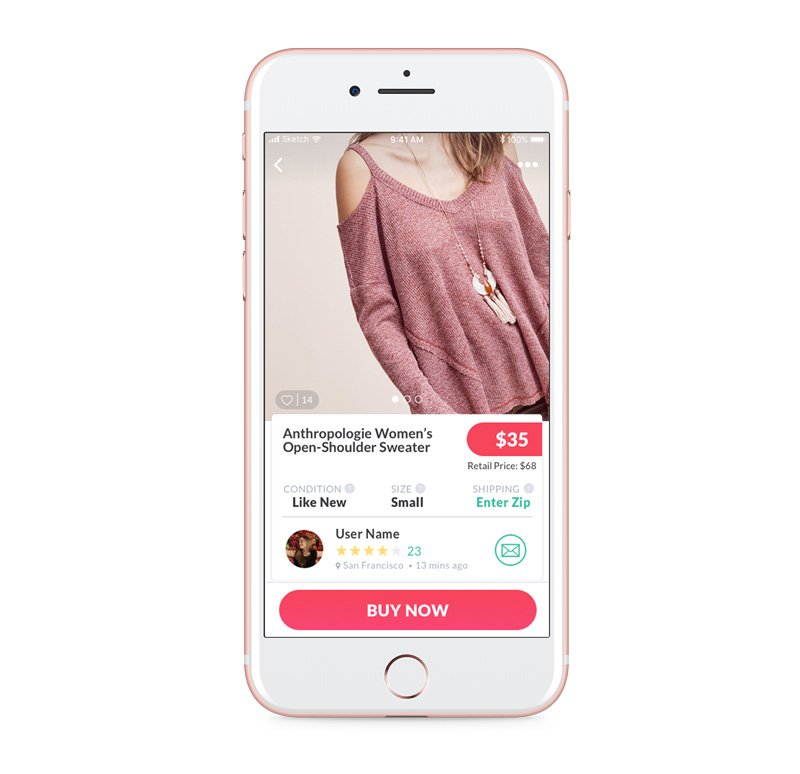 Sketch 9:41 AM 100%
14
Anthropologie Women's
Open-Shoulder Sweater
$35
Retail Price: $68
CONDITION ? SIZE ? SHIPPING ?
Like New Small Enter Zip
User Name
23
San Francisco • 13 mins ago
BUY NOW